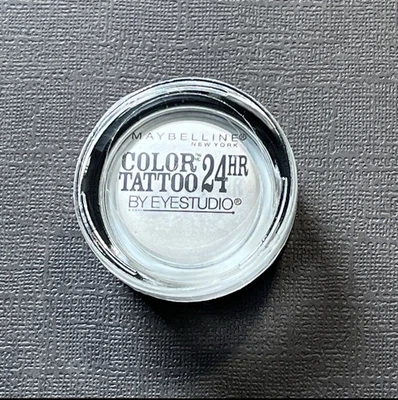 MAYBELLINE®
NEW YORK
COLOR
TATTOO 24HR
BY EYESTUDIO®